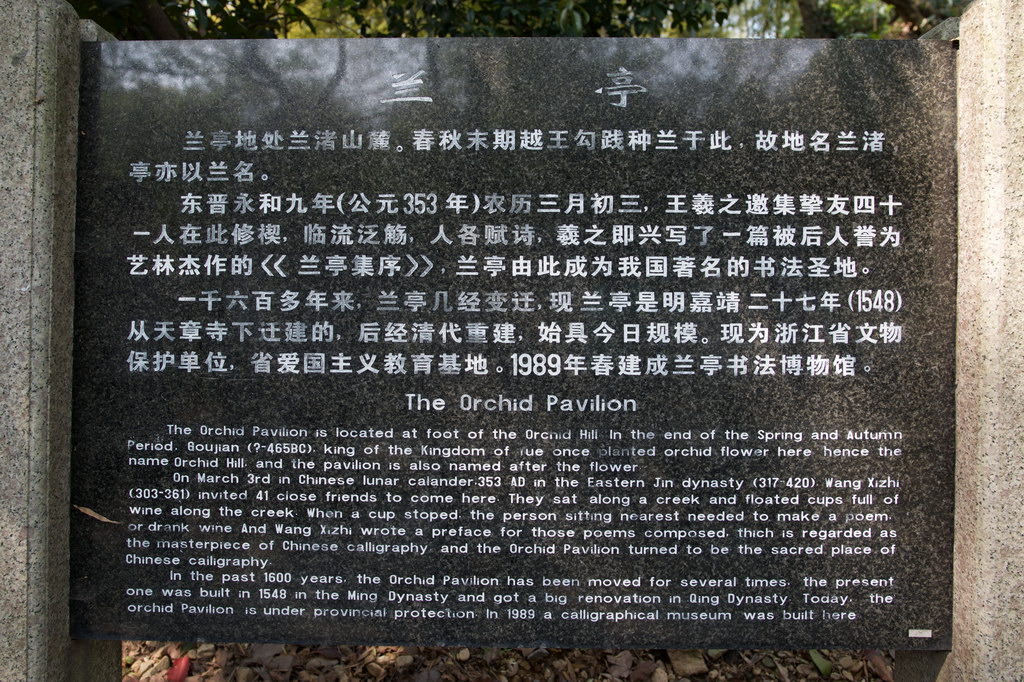 兰亭
兰亭地处兰渚山麓。春秋末期越王勾践种兰于此，故地名兰渚
亭亦以兰名。
东晋永和九年(公元353年)农历三月初三，王羲之邀集挚友四十
一人在此修禊，临流泛觞，人各赋诗，羲之即兴写了一篇被后人誉为
艺林杰作的《《兰亭集序》》，兰亭由此成为我国著名的书法圣地。
一千六百多年来，兰亭几经变迁，现兰亭是明嘉靖二十七年(1548)
从天章寺下迁建的，后经清代重建，始具今日规模。现为浙江省文物
保护单位，省爱国主义教育基地。1989年春建成兰亭书法博物馆。
The Orchid Pavilion
The Orchid Pavilion is located at foot of the Orchid Hill. In the end of the Spring and Autumn
Period, Goujian (?-465BC), king of the Kingdom of Yue once planted orchid flower here, hence the
name Orchid Hill, and the pavilion is also named after the flower
On March 3rd in Chinese lunar calander,353 AD in the Eastern Jin dynasty (317-420), Wang Xizhi
(303-361) invited 41 close friends to come here. They sat along a creek and floated cups full of
wine along the creek. When a cup stoped, the person sitting nearest needed to make a poem,
or drank wine And Wang Xizhi wrote a preface for those poems composed, thich is regarded as
the masterpiece of Chinese calligraphy, and the Orchid Pavilion turned to be the sacred place of
Chinese calligraphy.
In the past 1600 years, the Orchid Pavilion has been moved for several times, the present
one was built in 1548 in the Ming Dynasty and got a big renovation in Qing Dynasty. Today, the
orchid Pavilion is under provincial protection. In 1989 a calligraphical museum was built here